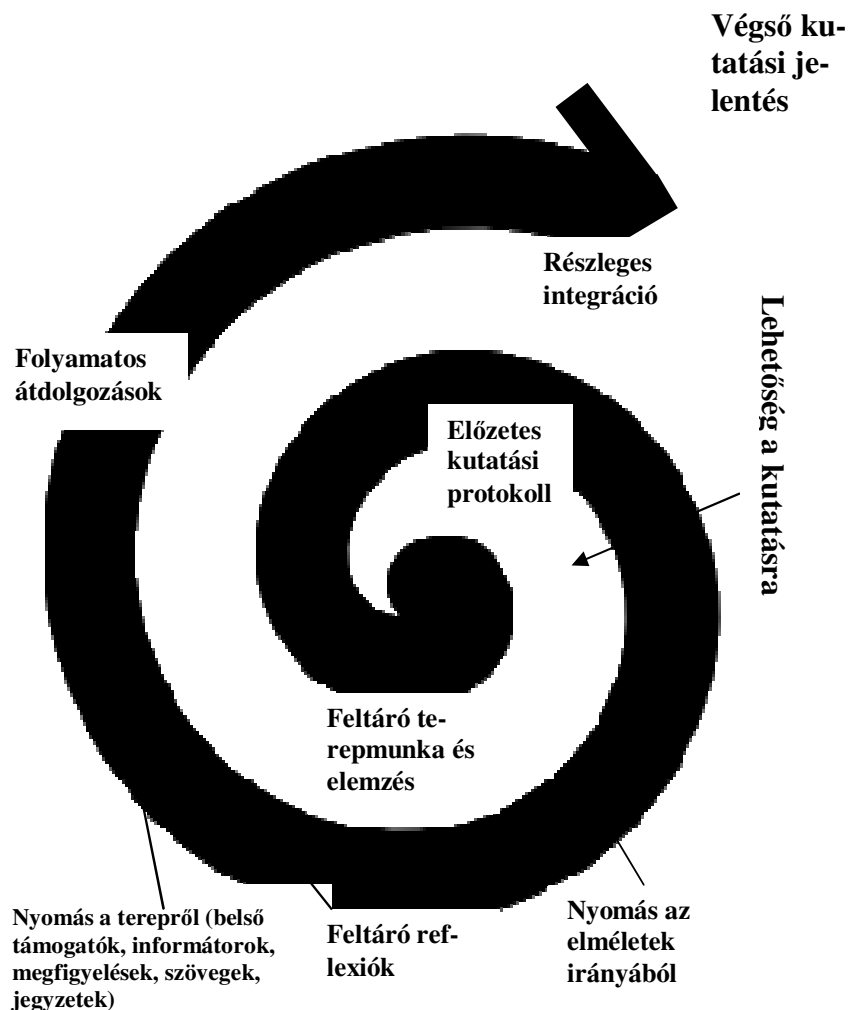 Végső ku-
tatási je-
lentés
Részleges
integráció
Lehetőség a kutatásra
Folyamatos
átdolgozások
Előzetes
kutatási
protokoll
Feltáró te-
repmunka és
elemzés
Nyomás a terepről (belső
támogatók, informátorok,
megfigyelések, szövegek,
jegyzetek)
Feltáró ref-
lexiók
Nyomás az
elméletek
irányából